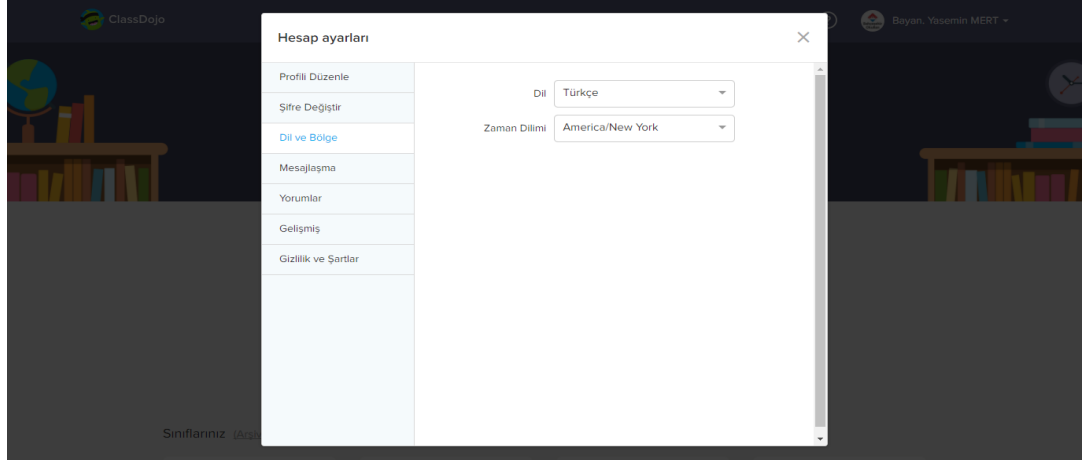 ClassDojo
Bayan. Yasemin MERT
Hesap ayarları
Profili Düzenle
Şifre Değiştir
Dil ve Bölge
Mesajlaşma
Yorumlar
Gelişmiş
Gizlilik ve Şartlar
Dil Türkçe
Zaman Dilimi America/New York
Sınıflarınız